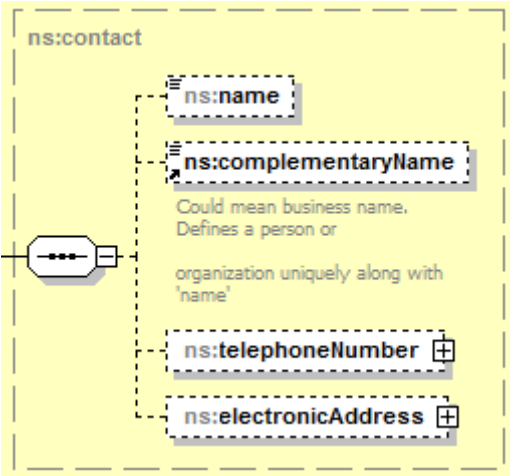 ns:contact
ns:name
ns:complementaryName
Could mean business name.
Defines a person or
organization uniquely along with
'name'
ns:telephoneNumber
ns:electronicAddress